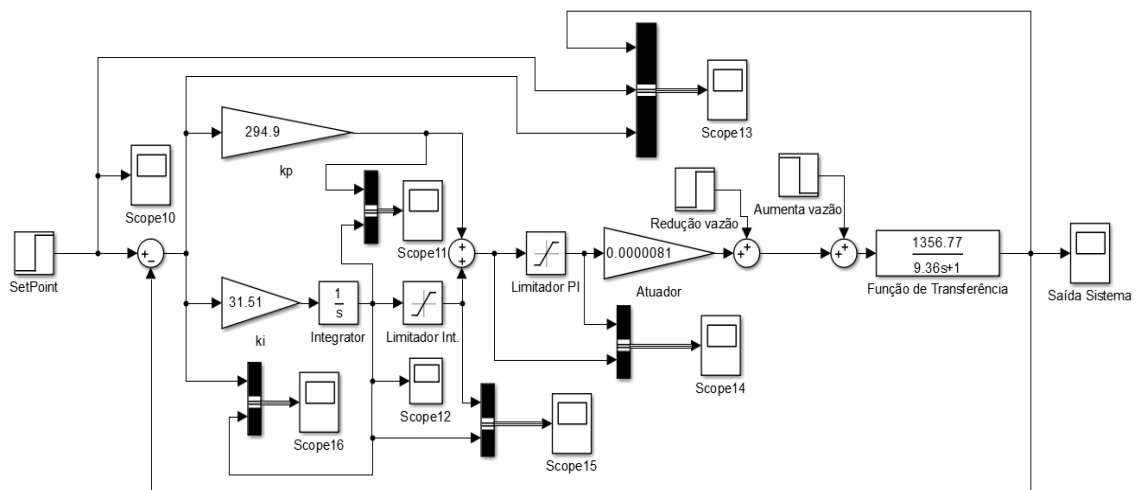 Scope13
294.9
kp
Scope10
Scope11
Redução vazão
Aumenta vazão
SetPoint
31.51
ki
1
s
Integrator
Limitador Int.
Limitador PI
0.0000081
Atuador
1356.77
9.36s+1
Função de Transferência
Saída Sistema
Scope12
Scope14
Scope16
Scope15